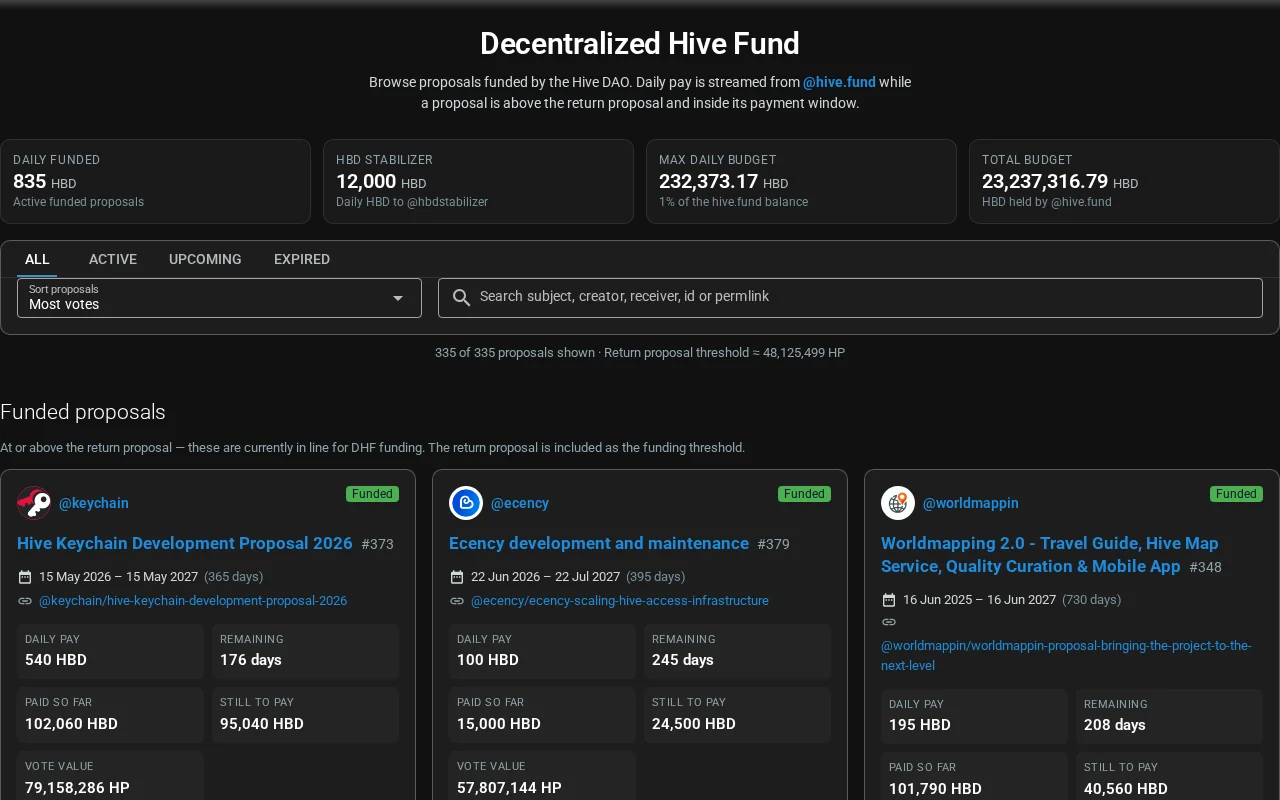 Decentralized Hive Fund
Browse proposals funded by the Hive DAO. Daily pay is streamed from @hive.fund while
a proposal is above the return proposal and inside its payment window.
DAILY FUNDED
835 HBD
Active funded proposals
HBD STABILIZER
12,000 HBD
Daily HBD to @hbdstabilizer
MAX DAILY BUDGET
232,373.17 HBD
1% of the hive.fund balance
TOTAL BUDGET
23,237,316.79 HBD
HBD held by @hive.fund
ALL ACTIVE UPCOMING EXPIRED
Sort proposals
Most votes
Search subject, creator, receiver, id or permlink
335 of 335 proposals shown · Return proposal threshold ≈ 48,125,499 HP
Funded proposals
At or above the return proposal — these are currently in line for DHF funding. The return proposal is included as the funding threshold.
@keychain
Funded
Hive Keychain Development Proposal 2026 #373
15 May 2026 – 15 May 2027 (365 days)
@keychain/hive-keychain-development-proposal-2026
DAILY PAY
540 HBD
REMAINING
176 days
PAID SO FAR
102,060 HBD
STILL TO PAY
95,040 HBD
VOTE VALUE
79,158,286 HP
@ecency
Funded
Ecency development and maintenance #379
22 Jun 2026 – 22 Jul 2027 (395 days)
@ecency/ecency-scaling-hive-access-infrastructure
DAILY PAY
100 HBD
REMAINING
245 days
PAID SO FAR
15,000 HBD
STILL TO PAY
24,500 HBD
VOTE VALUE
57,807,144 HP
@worldmappin
Funded
Worldmapping 2.0 - Travel Guide, Hive Map
Service, Quality Curation & Mobile App #348
16 Jun 2025 – 16 Jun 2027 (730 days)
@worldmappin/worldmappin-proposal-bringing-the-project-to-the-
next-level
DAILY PAY
195 HBD
REMAINING
208 days
PAID SO FAR
101,790 HBD
STILL TO PAY
40,560 HBD